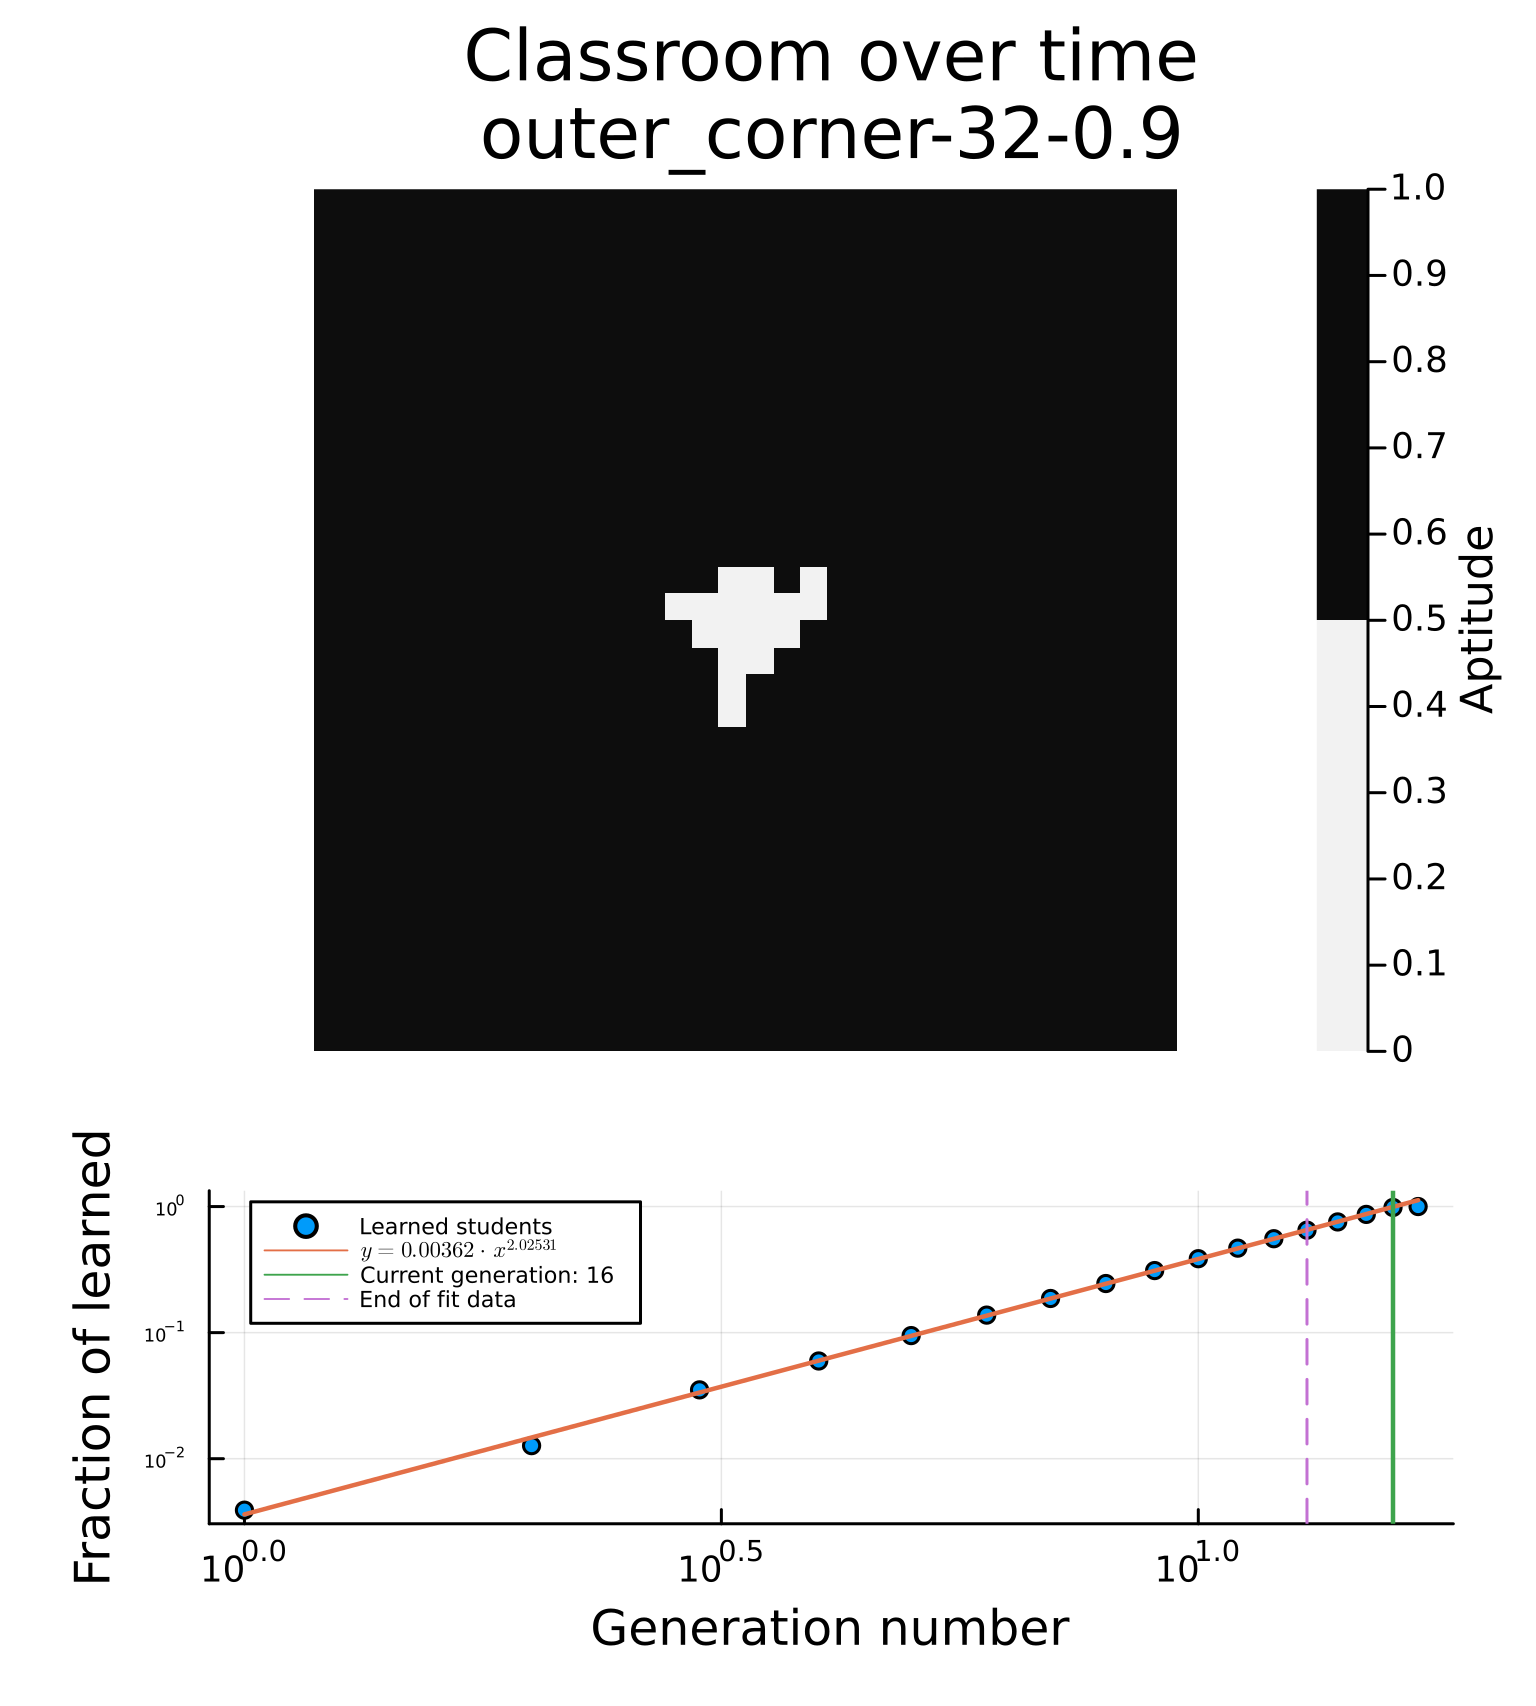 Classroom over time
outer_corner-32-0.9
1.0
0.9
0.8
0.7
0.6
0.5
0.4
0.3
0.2
0.1
0
Aptitude
Fraction of learned
10^0
10^-1
10^-2
Learned students
y = 0.00362 · x^2.02531
Current generation: 16
End of fit data
10^0.0
10^0.5
10^1.0
Generation number